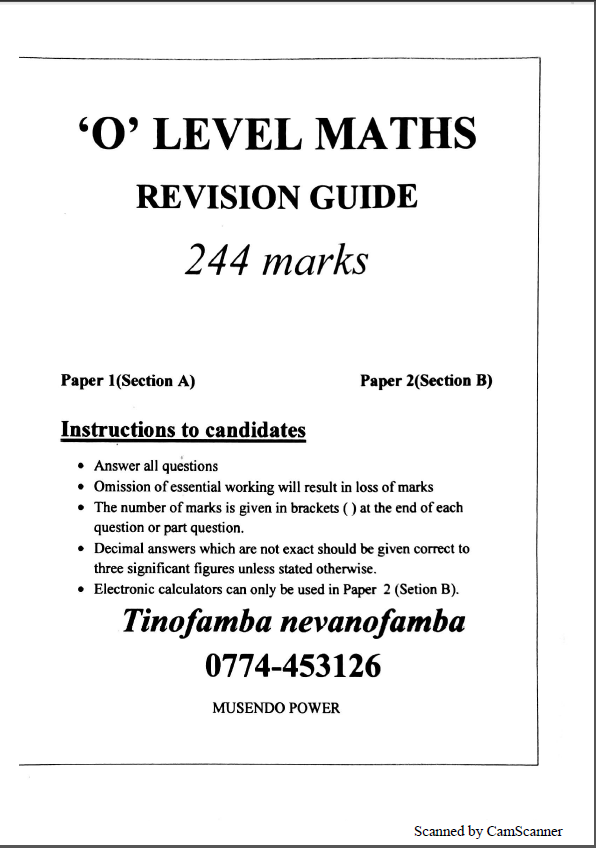 ‘O’ LEVEL MATHS
REVISION GUIDE
244 marks
Paper 1(Section A) Paper 2(Section B)
Instructions to candidates
• Answer all questions
• Omission of essential working will result in loss of marks
• The number of marks is given in brackets ( ) at the end of each
question or part question.
• Decimal answers which are not exact should be given correct to
three significant figures unless stated otherwise.
• Electronic calculators can only be used in Paper 2 (Setion B).
Tinofamba nevanofamba
0774-453126
MUSENDO POWER
Scanned by CamScanner